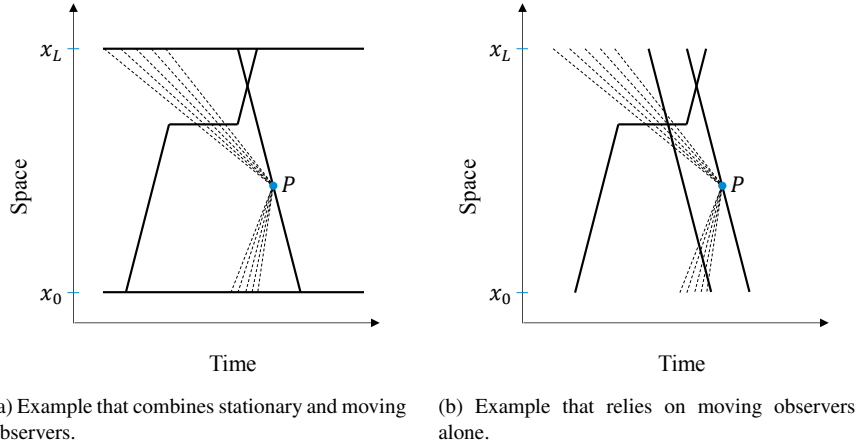 x_L
Space
P
x_0
Time
x_L
Space
P
x_0
Time
a) Example that combines stationary and moving
observers.
(b) Example that relies on moving observers
alone.